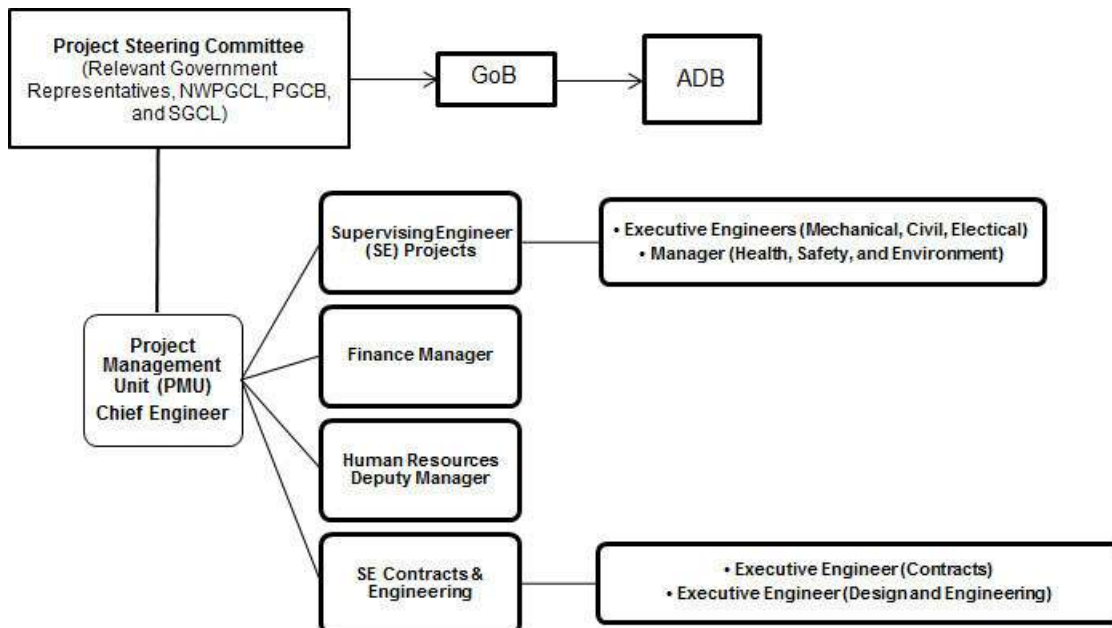 Project Steering Committee
(Relevant Government
Representatives, NWPGCL, PGCB,
and SGCL)
GoB
ADB
Supervising Engineer
(SE) Projects
• Executive Engineers (Mechanical, Civil, Electical)
• Manager (Health, Safety, and Environment)
Project
Management
Unit (PMU)
Chief Engineer
Finance Manager
Human Resources
Deputy Manager
SE Contracts &
Engineering
• Executive Engineer (Contracts)
• Executive Engineer (Design and Engineering)